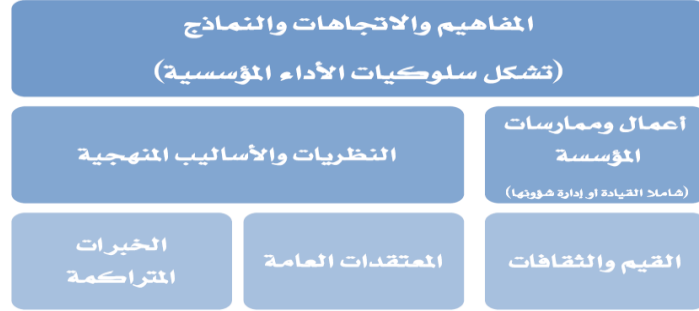 المفاهيم والاتجاهات والنماذج
(تشكل سلوكيات الأداء المؤسسية)
أعمال وممارسات
المؤسسة
(شاملا القيادة او إدارة شؤونها)
النظريات والأساليب المنهجية
القيم والثقافات
المعتقدات العامة
الخبرات
المتراكمة